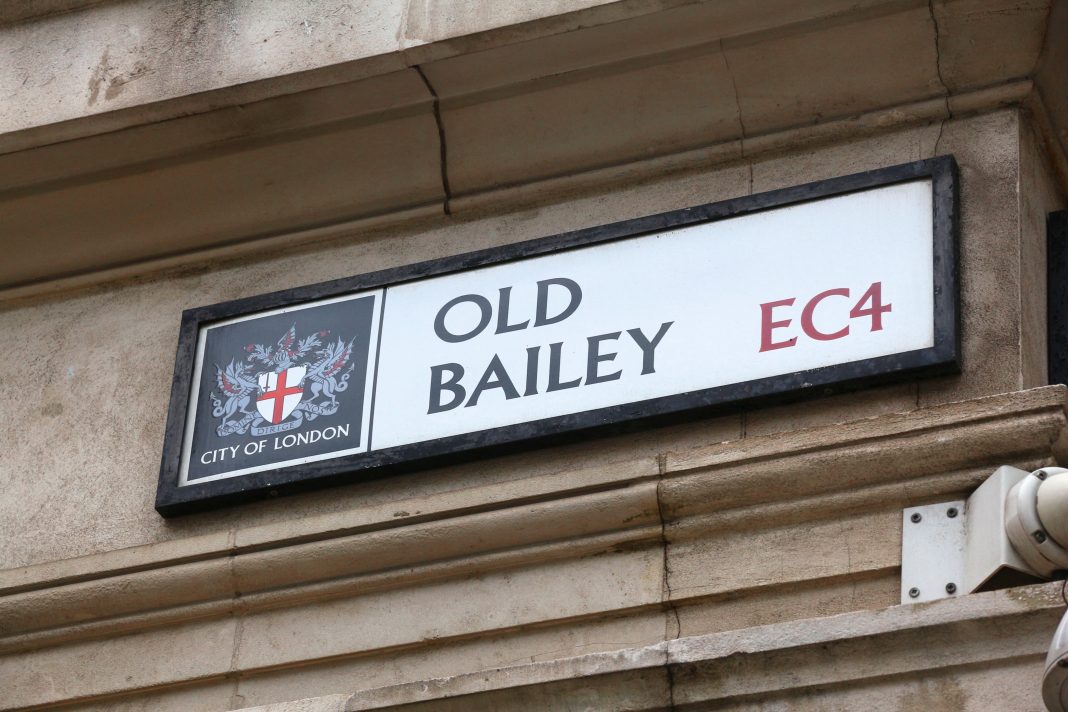 OLD
BAILEY
EC4
DIRIGE
CITY OF LONDON